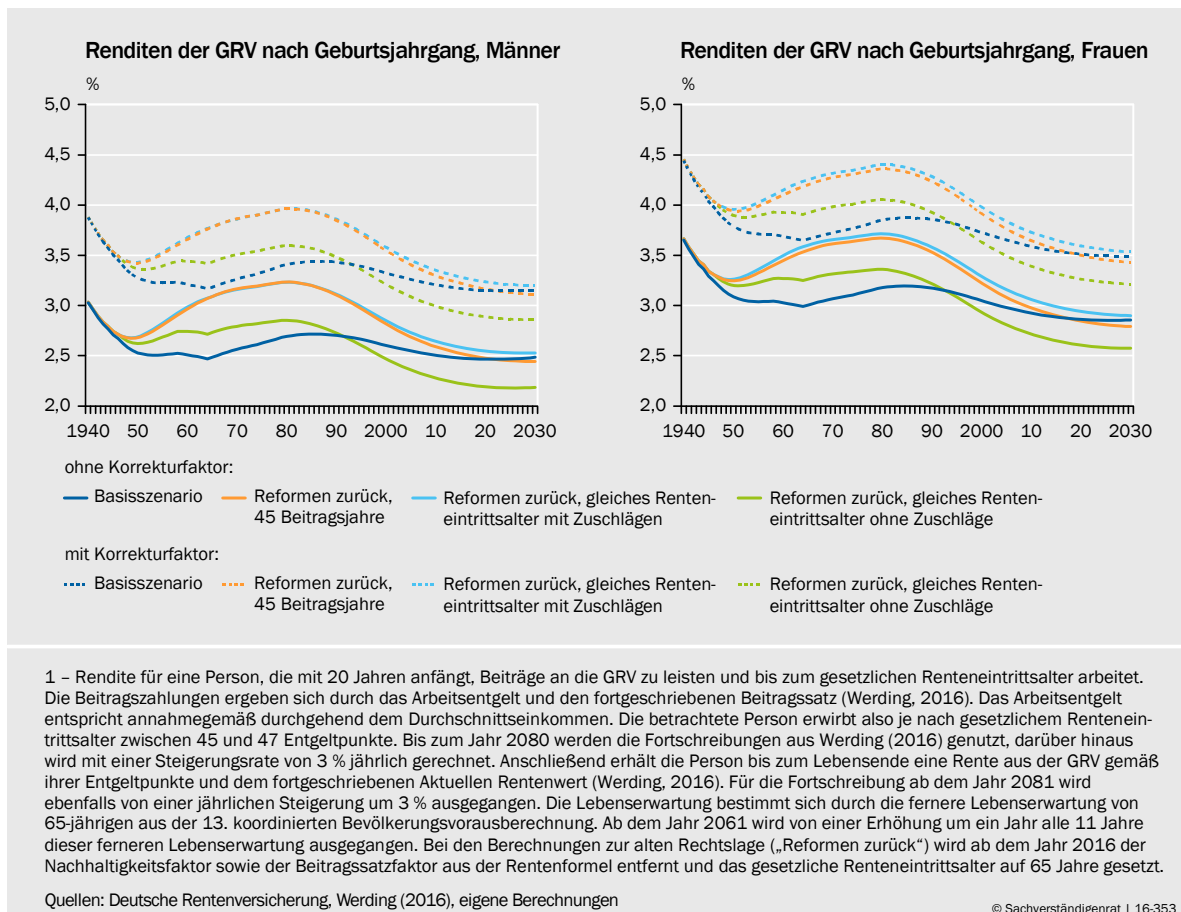 Renditen der GRV nach Geburtsjahrgang, Männer
%
5,0
4,5
4,0
3,5
3,0
2,5
2,0
1940 50 60 70 80 90 2000 10 20 2030
Renditen der GRV nach Geburtsjahrgang, Frauen
%
5,0
4,5
4,0
3,5
3,0
2,5
2,0
1940 50 60 70 80 90 2000 10 20 2030
ohne Korrekturfaktor:
Basisszenario
Reformen zurück,
45 Beitragsjahre
Reformen zurück, gleiches Renten-
eintrittsalter mit Zuschlägen
Reformen zurück, gleiches Renten-
eintrittsalter ohne Zuschläge
mit Korrekturfaktor:
Basisszenario
Reformen zurück,
45 Beitragsjahre
Reformen zurück, gleiches Renten-
eintrittsalter mit Zuschlägen
Reformen zurück, gleiches Renten-
eintrittsalter ohne Zuschläge
1 – Rendite für eine Person, die mit 20 Jahren anfängt, Beiträge an die GRV zu leisten und bis zum gesetzlichen Renteneintrittsalter arbeitet.
Die Beitragszahlungen ergeben sich durch das Arbeitsentgelt und den fortgeschriebenen Beitragssatz (Werding, 2016). Das Arbeitsentgelt
entspricht annahmegemäß durchgehend dem Durchschnittseinkommen. Die betrachtete Person erwirbt also je nach gesetzlichem Rentenein-
trittsalter zwischen 45 und 47 Entgeltpunkte. Bis zum Jahr 2080 werden die Fortschreibungen aus Werding (2016) genutzt, darüber hinaus
wird mit einer Steigerungsrate von 3 % jährlich gerechnet. Anschließend erhält die Person bis zum Lebensende eine Rente aus der GRV gemäß
ihrer Entgeltpunkte und dem fortgeschriebenen Aktuellen Rentenwert (Werding, 2016). Für die Fortschreibung ab dem Jahr 2081 wird
ebenfalls von einer jährlichen Steigerung um 3 % ausgegangen. Die Lebenserwartung bestimmt sich durch die fernere Lebenserwartung von
65-jährigen aus der 13. koordinierten Bevölkerungsvorausberechnung. Ab dem Jahr 2061 wird von einer Erhöhung um ein Jahr alle 11 Jahre
dieser ferneren Lebenserwartung ausgegangen. Bei den Berechnungen zur alten Rechtslage („Reformen zurück“) wird ab dem Jahr 2016 der
Nachhaltigkeitsfaktor sowie der Beitragssatzfaktor aus der Rentenformel entfernt und das gesetzliche Renteneintrittsalter auf 65 Jahre gesetzt.
Quellen: Deutsche Rentenversicherung, Werding (2016), eigene Berechnungen
© Sachverständigenrat | 16-353